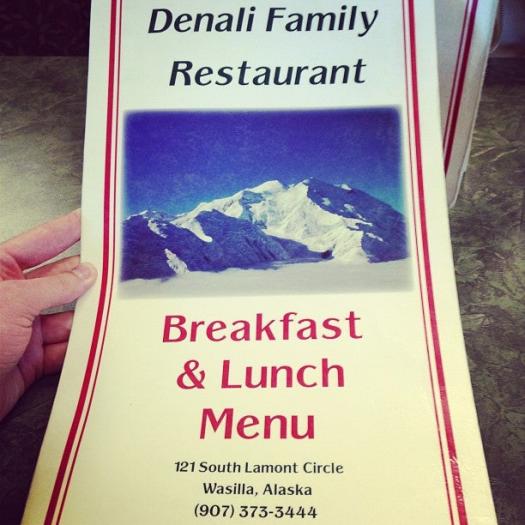 Denali Family
Restaurant
Breakfast
& Lunch
Menu
121 South Lamont Circle
Wasilla, Alaska
(907) 373-3444